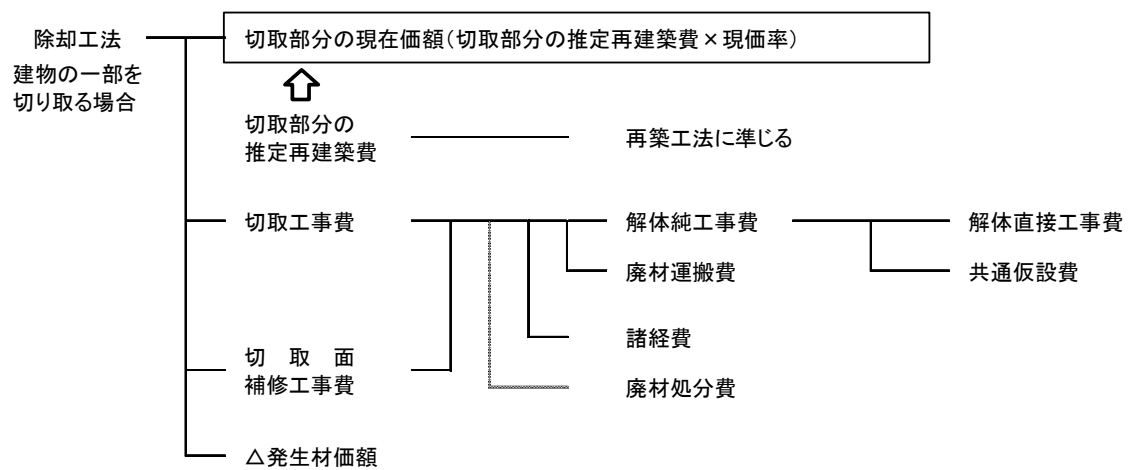 除却工法
建物の一部を
切り取る場合
切取部分の現在価額(切取部分の推定再建築費×現価率)
切取部分の
推定再建築費
再築工法に準じる
切取工事費
解体純工事費
解体直接工事費
廃材運搬費
共通仮設費
諸経費
切　取　面
補修工事費
廃材処分費
△発生材価額